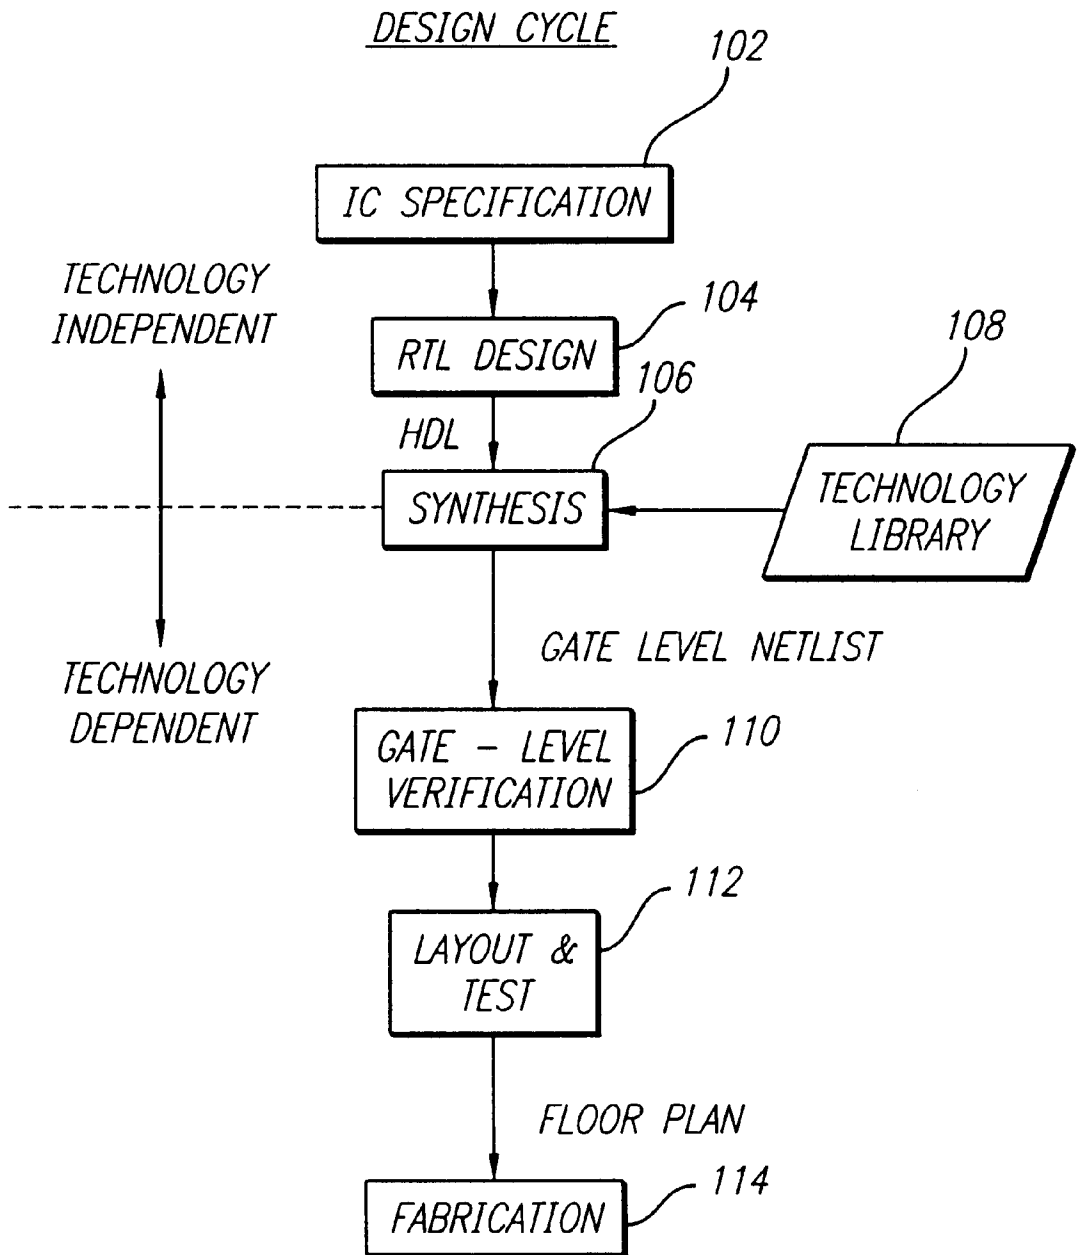 DESIGN CYCLE
102
IC SPECIFICATION
TECHNOLOGY
INDEPENDENT
104
RTL DESIGN
106
108
HDL
SYNTHESIS
TECHNOLOGY
LIBRARY
GATE LEVEL NETLIST
TECHNOLOGY
DEPENDENT
110
GATE - LEVEL
VERIFICATION
112
LAYOUT &
TEST
FLOOR PLAN
114
FABRICATION